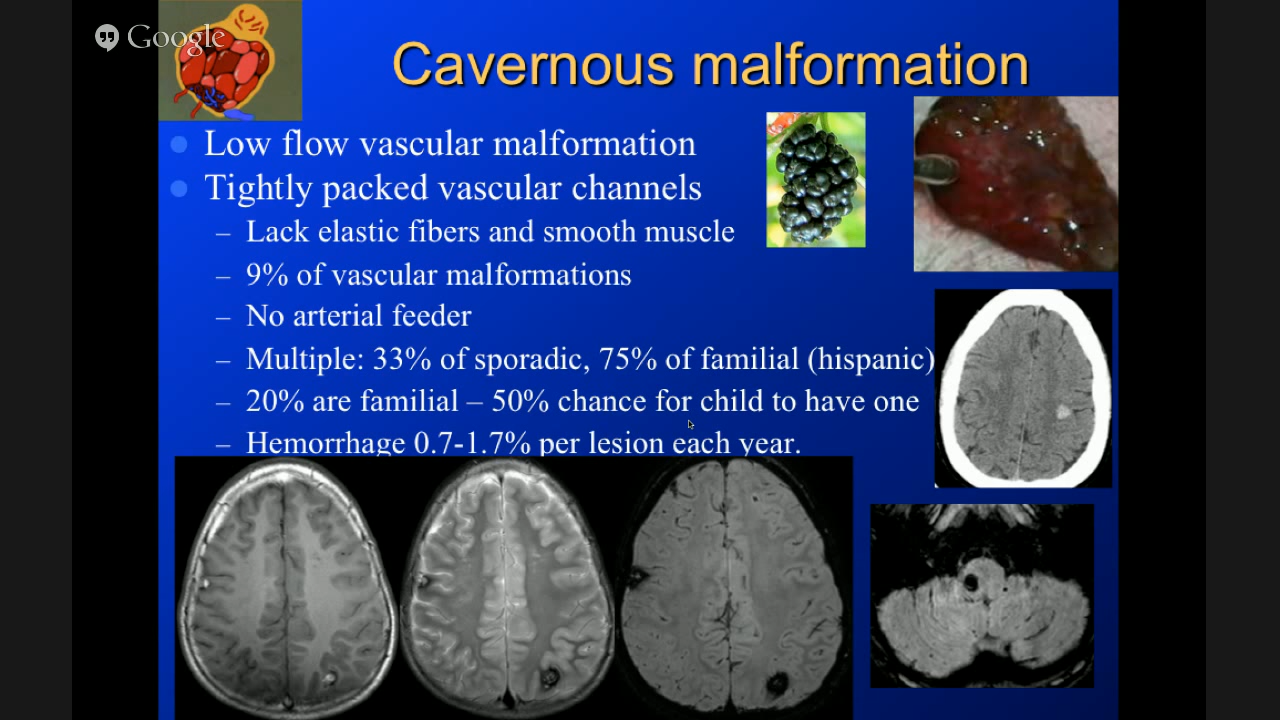 Google
Cavernous malformation
Low flow vascular malformation
Tightly packed vascular channels
– Lack elastic fibers and smooth muscle
– 9% of vascular malformations
– No arterial feeder
– Multiple: 33% of sporadic, 75% of familial (hispanic)
– 20% are familial – 50% chance for child to have one
– Hemorrhage 0.7-1.7% per lesion each year.